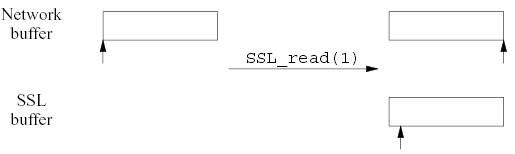 Network
buffer
SSL_read(1)
SSL
buffer